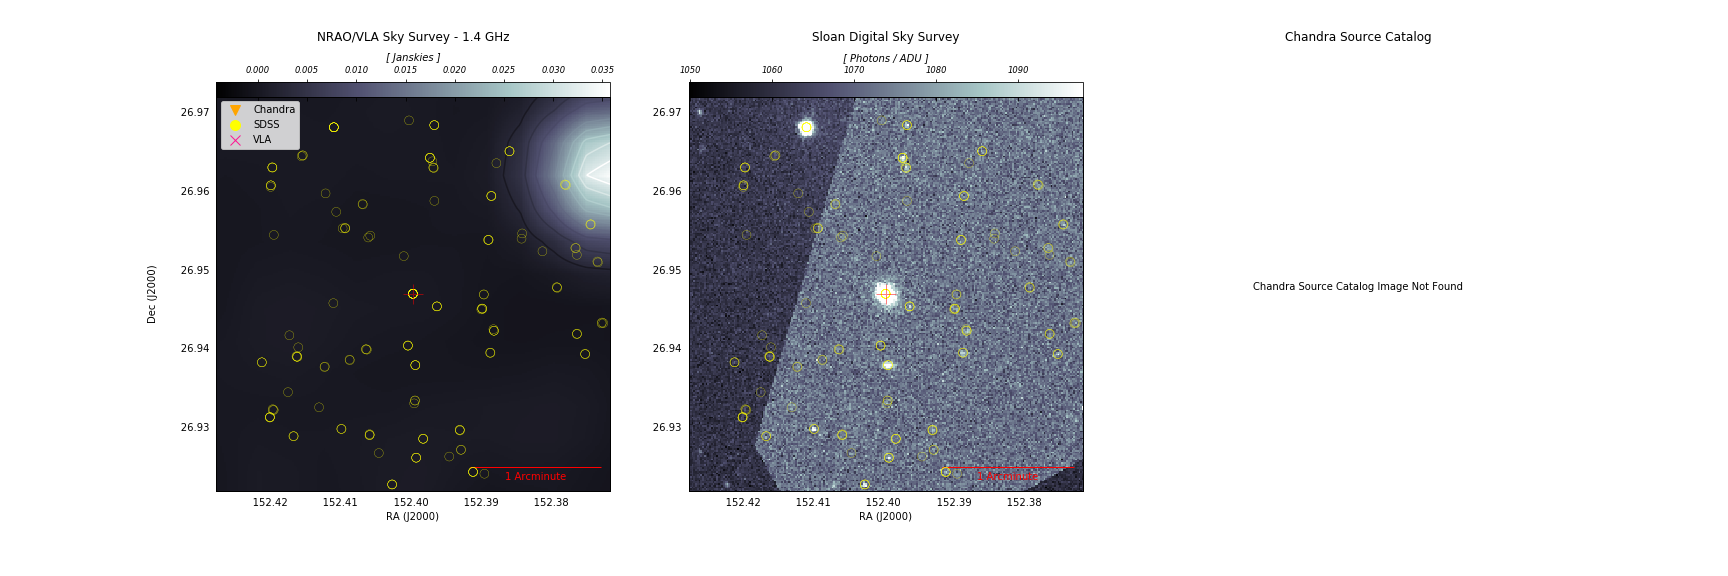 NRAO/VLA Sky Survey - 1.4 GHz
[ Janskies ]
0.000 0.005 0.010 0.015 0.020 0.025 0.030 0.035
Chandra
SDSS
VLA
26.97
26.96
26.95
26.94
26.93
Dec (J2000)
1 Arcminute
152.42 152.41 152.40 152.39 152.38
RA (J2000)
Sloan Digital Sky Survey
[ Photons / ADU ]
1050 1060 1070 1080 1090
26.97
26.96
26.95
26.94
26.93
1 Arcminute
152.42 152.41 152.40 152.39 152.38
RA (J2000)
Chandra Source Catalog
Chandra Source Catalog Image Not Found